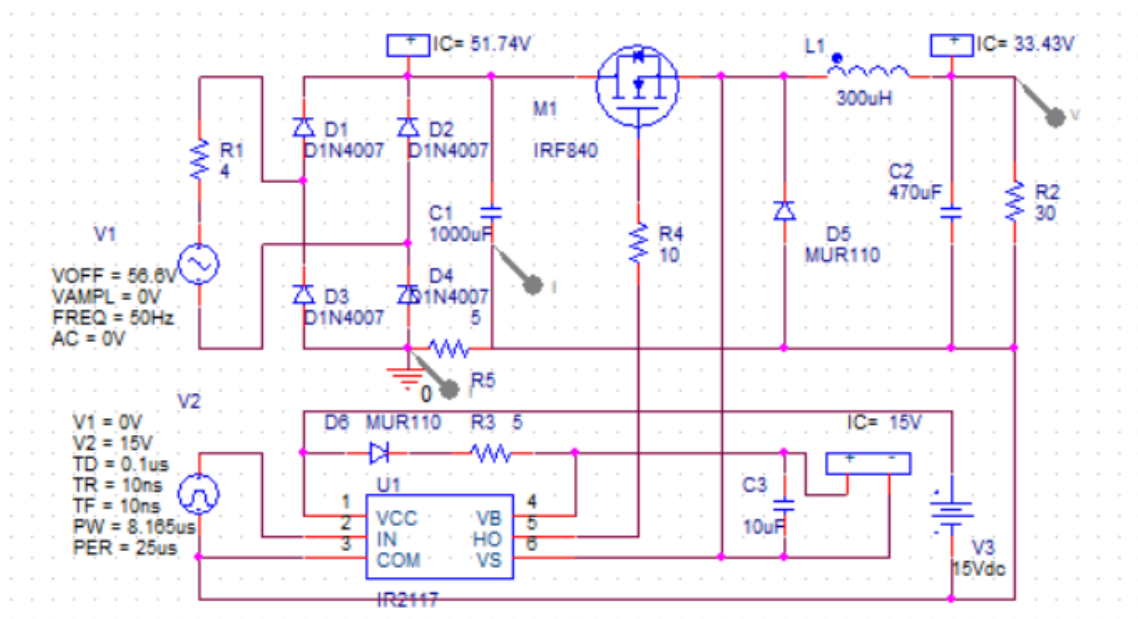 IC= 51.74V
L1
IC= 33.43V
300uH
V
M1
IRF840
D1
D1N4007
D2
D1N4007
R1
4
C2
470uF
R2
30
C1
1000uF
R4
10
D5
MUR110
V1
VOFF = 56.6V
VAMPL = 0V
FREQ = 50Hz
AC = 0V
D3
D1N4007
D4
D1N4007
I
5
R5
0
I
V2
V1 = 0V
V2 = 15V
TD = 0.1us
TR = 10ns
TF = 10ns
PW = 8.165us
PER = 25us
D6 MUR110
R3 5
IC= 15V
+ -
U1
C3
10uF
1 VCC VB 4
2 IN HO 5
3 COM VS 6
IR2117
V3
15Vdc